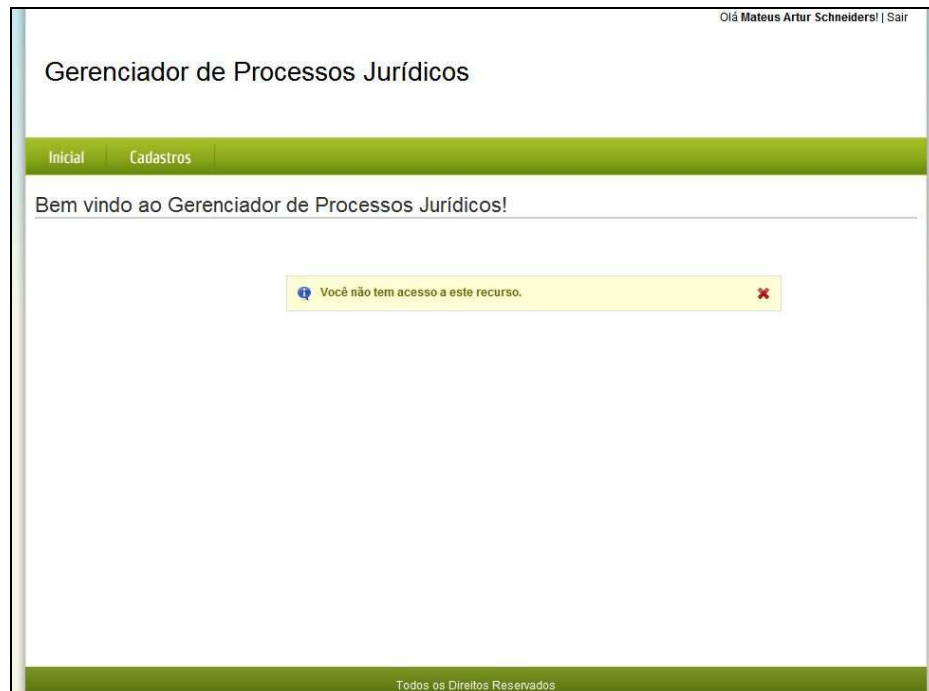 Olá Mateus Artur Schneiders! | Sair
Gerenciador de Processos Jurídicos
Inicial Cadastros
Bem vindo ao Gerenciador de Processos Jurídicos!
Você não tem acesso a este recurso.
Todos os Direitos Reservados